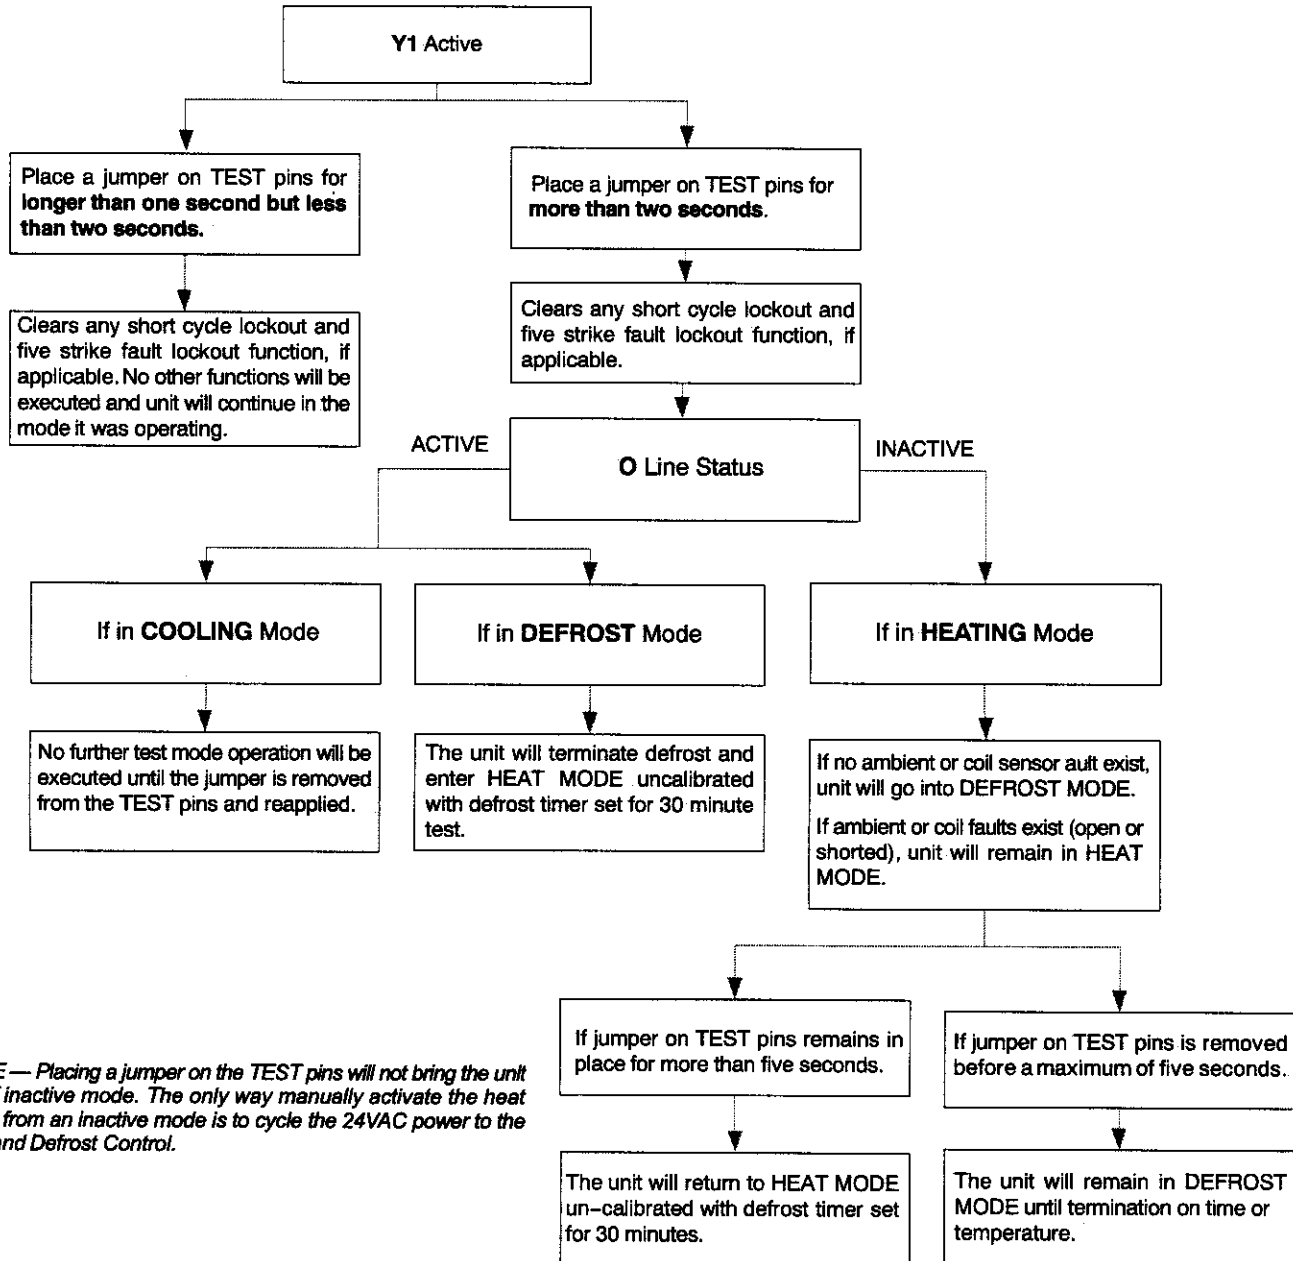 Y1 Active
Place a jumper on TEST pins for
longer than one second but less
than two seconds.
Place a jumper on TEST pins for
more than two seconds.
Clears any short cycle lockout and
five strike fault lockout function, if
applicable. No other functions will be
executed and unit will continue in the
mode it was operating.
Clears any short cycle lockout and
five strike fault lockout function, if
applicable.
ACTIVE
O Line Status
INACTIVE
If in COOLING Mode
If in DEFROST Mode
If in HEATING Mode
No further test mode operation will be
executed until the jumper is removed
from the TEST pins and reapplied.
The unit will terminate defrost and
enter HEAT MODE uncalibrated
with defrost timer set for 30 minute
test.
If no ambient or coil sensor ault exist,
unit will go into DEFROST MODE.
If ambient or coil faults exist (open or
shorted), unit will remain in HEAT
MODE.
E — Placing a jumper on the TEST pins will not bring the unit
inactive mode. The only way manually activate the heat
from an inactive mode is to cycle the 24VAC power to the
and Defrost Control.
If jumper on TEST pins remains in
place for more than five seconds.
If jumper on TEST pins is removed
before a maximum of five seconds.
The unit will return to HEAT MODE
un-calibrated with defrost timer set
for 30 minutes.
The unit will remain in DEFROST
MODE until termination on time or
temperature.